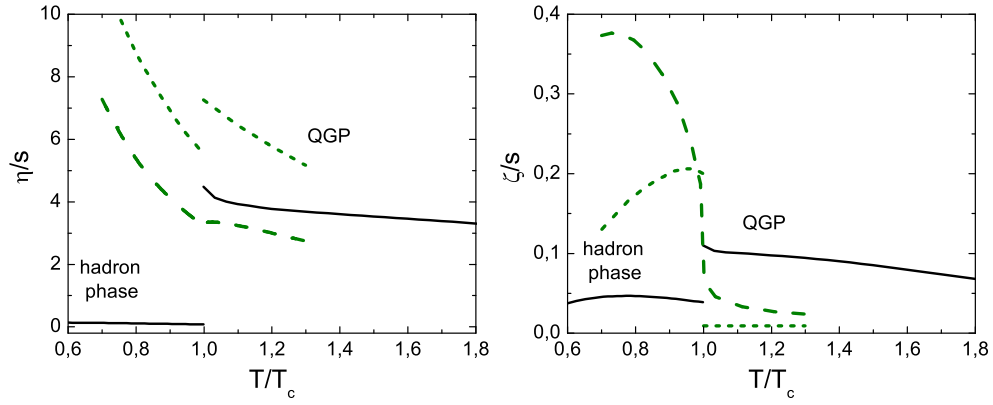 10
8
6
4
2
0
η/s
QGP
hadron
phase
0,6 0,8 1,0 1,2 1,4 1,6 1,8
T/Tc
0,4
0,3
0,2
0,1
0,0
ζ/s
QGP
hadron
phase
0,6 0,8 1,0 1,2 1,4 1,6 1,8
T/Tc